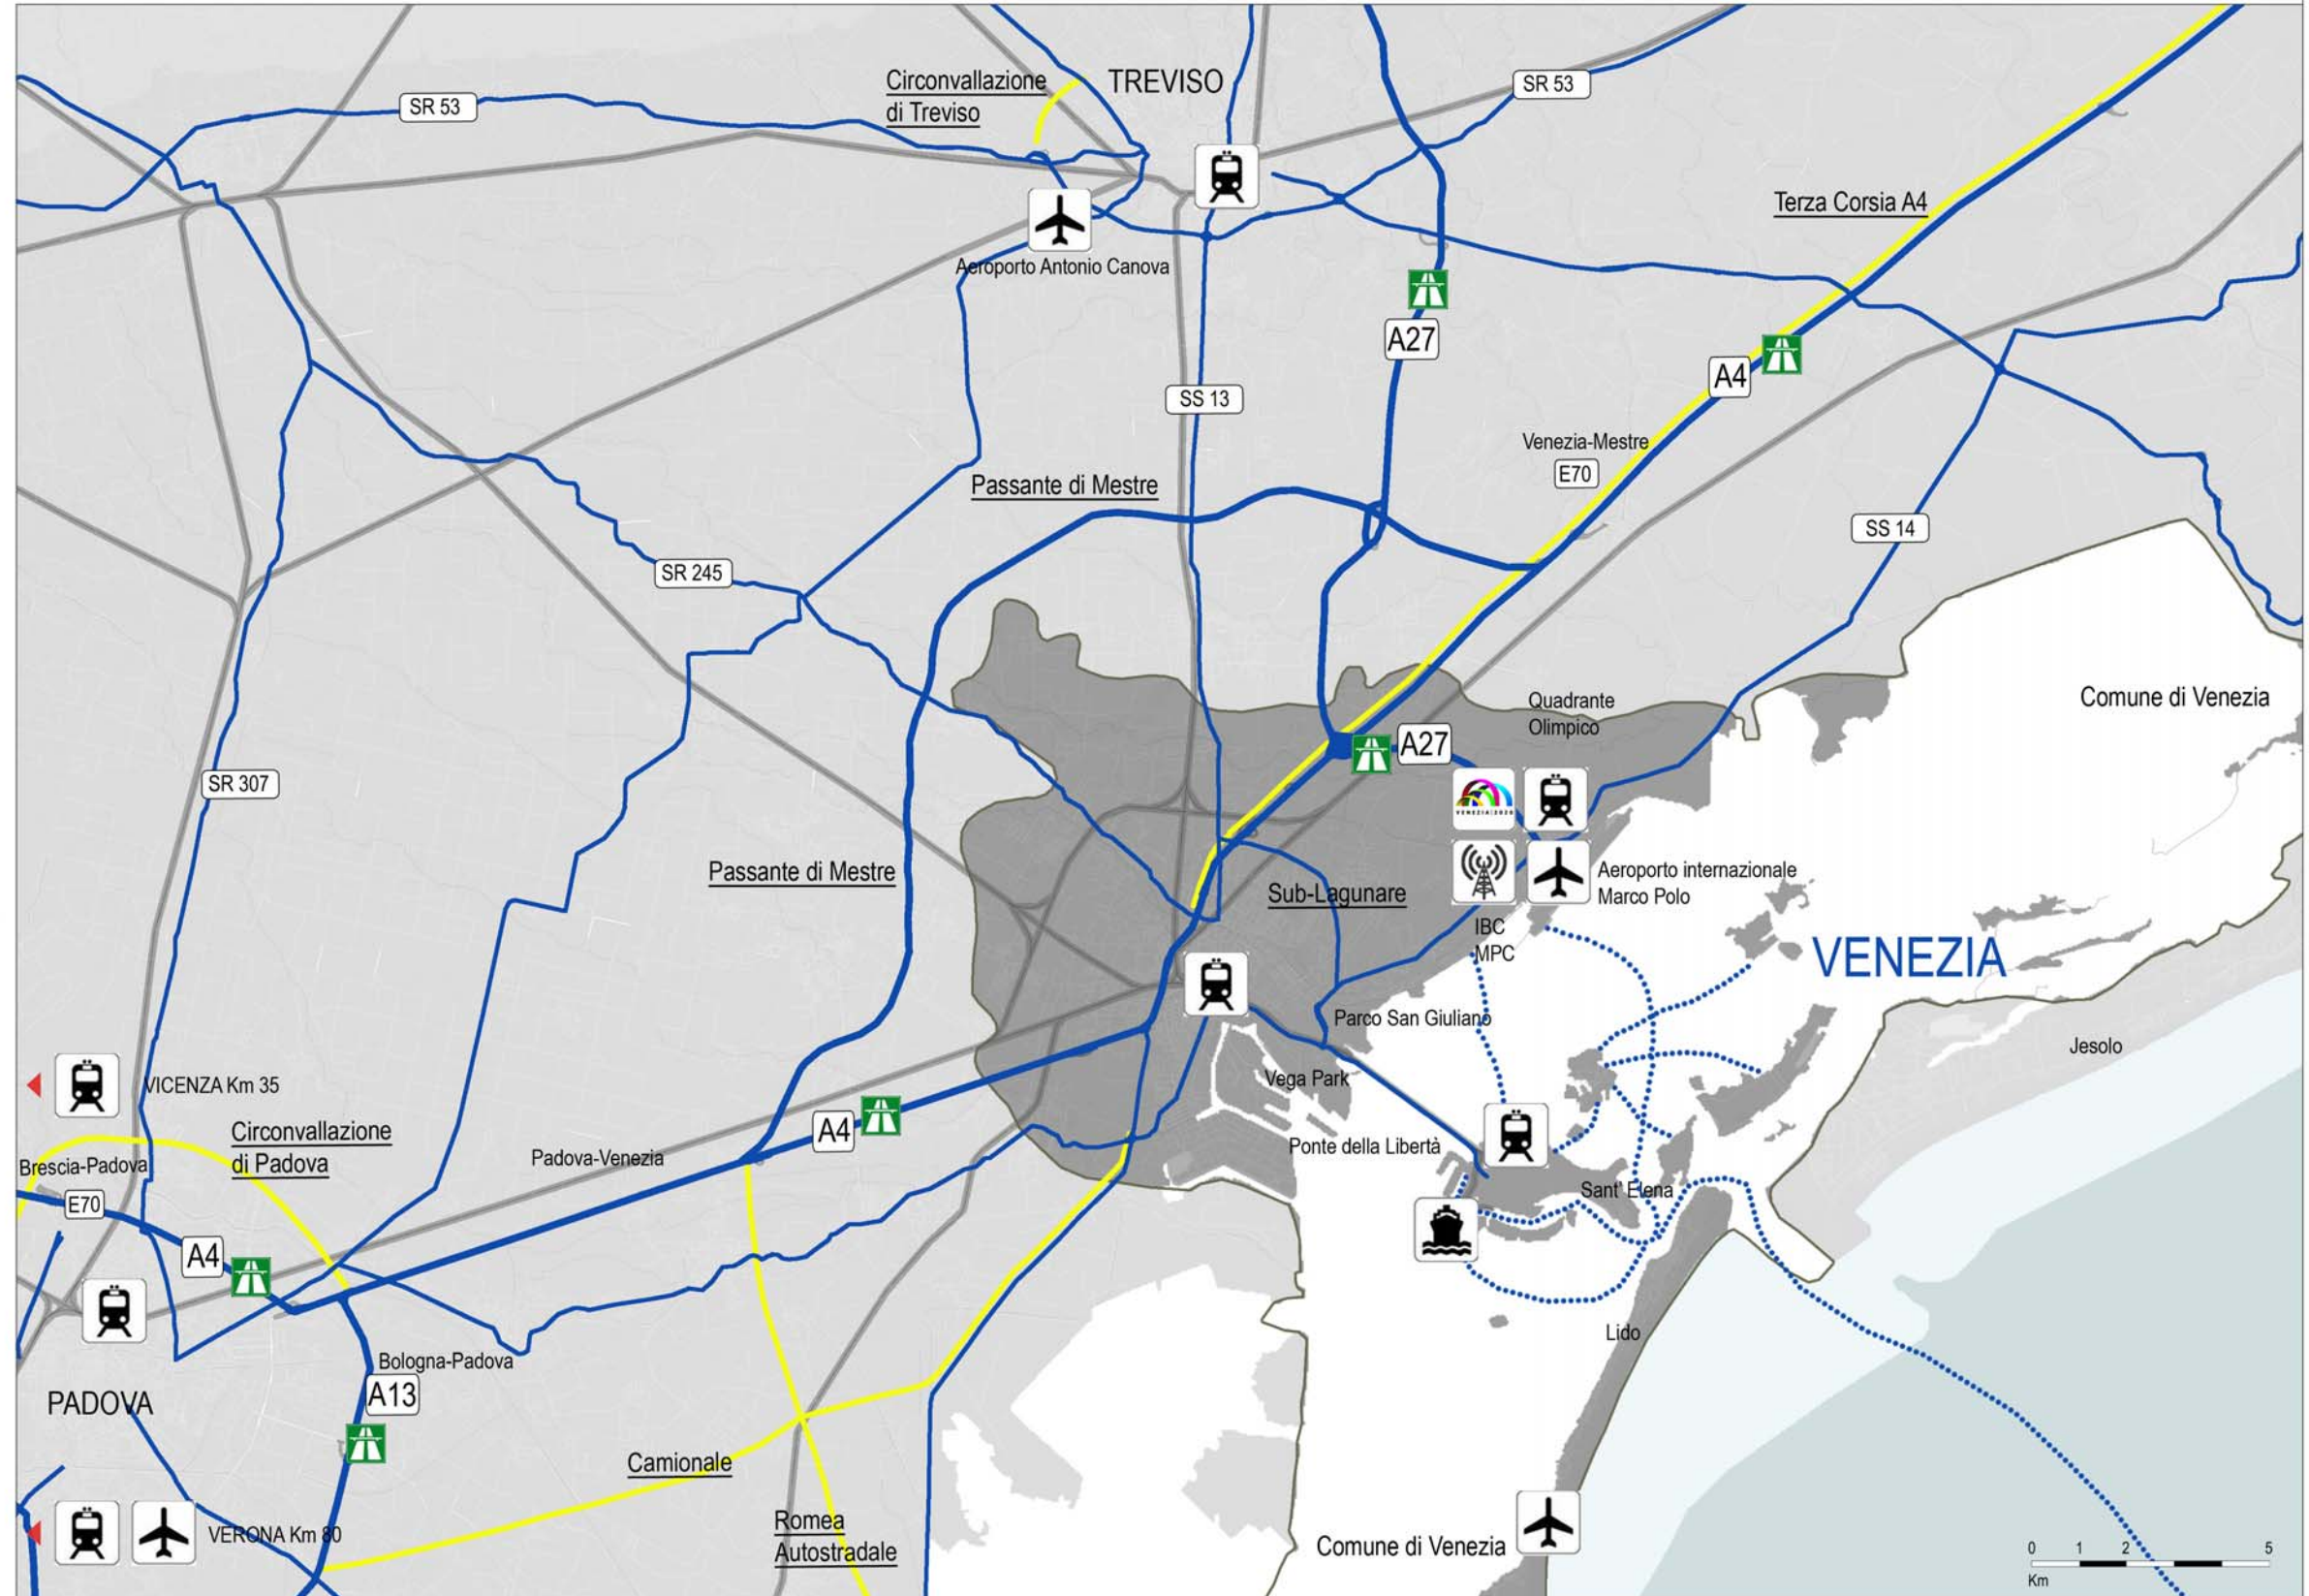 Circonvallazione
di Treviso
TREVISO
SR 53
SR 53
Terza Corsia A4
Aeroporto Antonio Canova
A27
A4
SS 13
Venezia-Mestre
E70
Passante di Mestre
SS 14
SR 245
Quadrante
Olimpico
Comune di Venezia
A27
SR 307
VENEZIA|2020
Passante di Mestre
Sub-Lagunare
Aeroporto internazionale
Marco Polo
IBC
MPC
VENEZIA
Parco San Giuliano
Jesolo
VICENZA Km 35
Vega Park
Circonvallazione
di Padova
A4
Padova-Venezia
Ponte della Libertà
Brescia-Padova
E70
Sant' Elena
A4
Lido
Bologna-Padova
A13
PADOVA
Camionale
Romea
Autostradale
VERONA Km 80
Comune di Venezia
0 1 2 5
Km